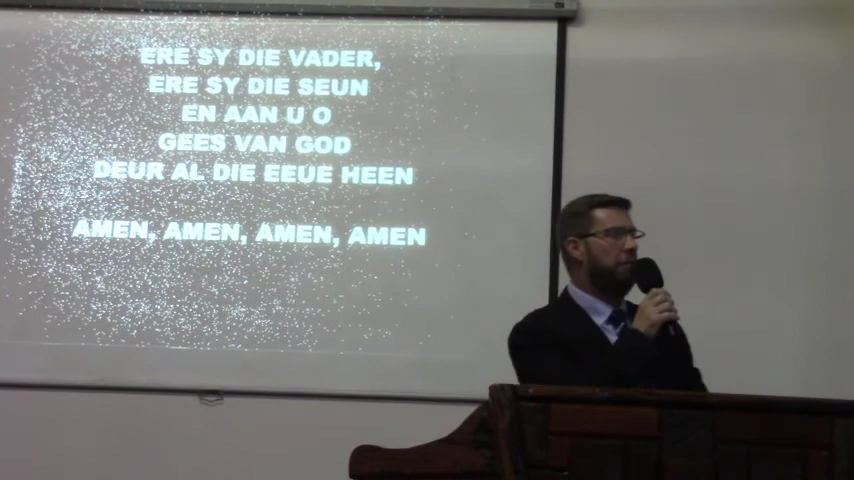 ERE SY DIE VADER,
ERE SY DIE SEUN
EN AAN U O
GEES VAN GOD
DEUR AL DIE EEUE HEEN
AMEN, AMEN, AMEN, AMEN